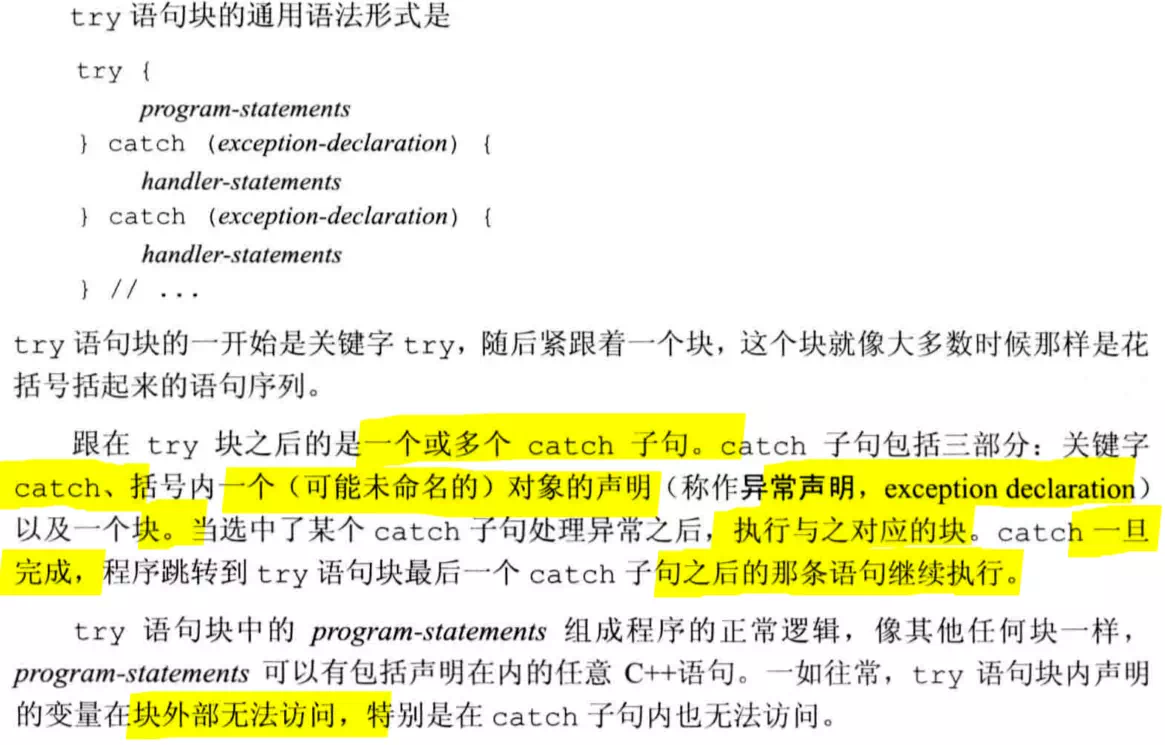 try 语句块的通用语法形式是
try {
program-statements
} catch (exception-declaration) {
handler-statements
} catch (exception-declaration) {
handler-statements
} // ...
try 语句块的一开始是关键字 try，随后紧跟着一个块，这个块就像大多数时候那样是花
括号括起来的语句序列。
跟在 try 块之后的是一个或多个 catch 子句。catch 子句包括三部分：关键字
catch、括号内一个（可能未命名的）对象的声明（称作异常声明，exception declaration）
以及一个块。当选中了某个 catch 子句处理异常之后，执行与之对应的块。catch 一旦
完成，程序跳转到 try 语句块最后一个 catch 子句之后的那条语句继续执行。
try 语句块中的 program-statements 组成程序的正常逻辑，像其他任何块一样，
program-statements 可以有包括声明在内的任意 C++语句。一如往常，try 语句块内声明
的变量在块外部无法访问，特别是在 catch 子句内也无法访问。